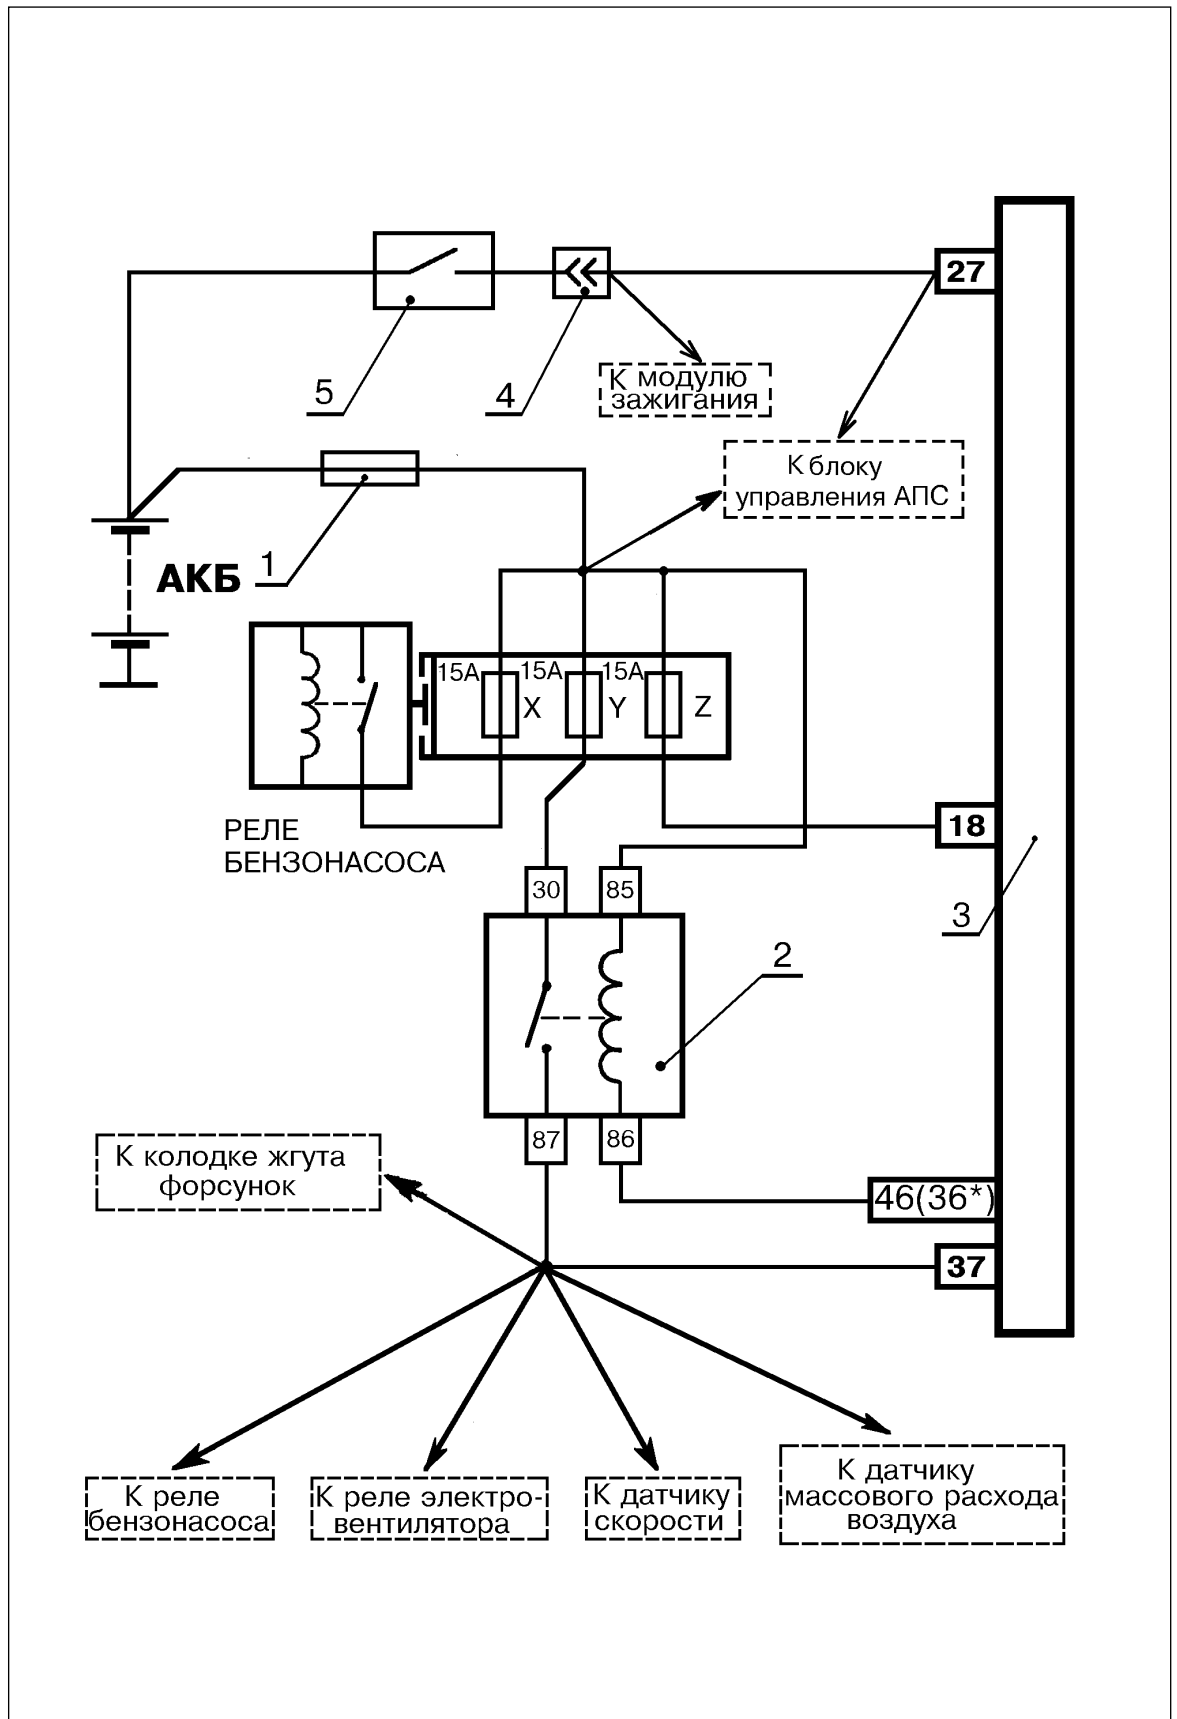 27
5
4
К модулю
зажигания
К блоку
управления АПС
1
АКБ
15А
15А
15А
X
Y
Z
РЕЛЕ
БЕНЗОНАСОСА
18
30
85
3
2
87
86
К колодке жгута
форсунок
46(36*)
37
К реле
бензонасоса
К реле электро-
вентилятора
К датчику
скорости
К датчику
массового расхода
воздуха